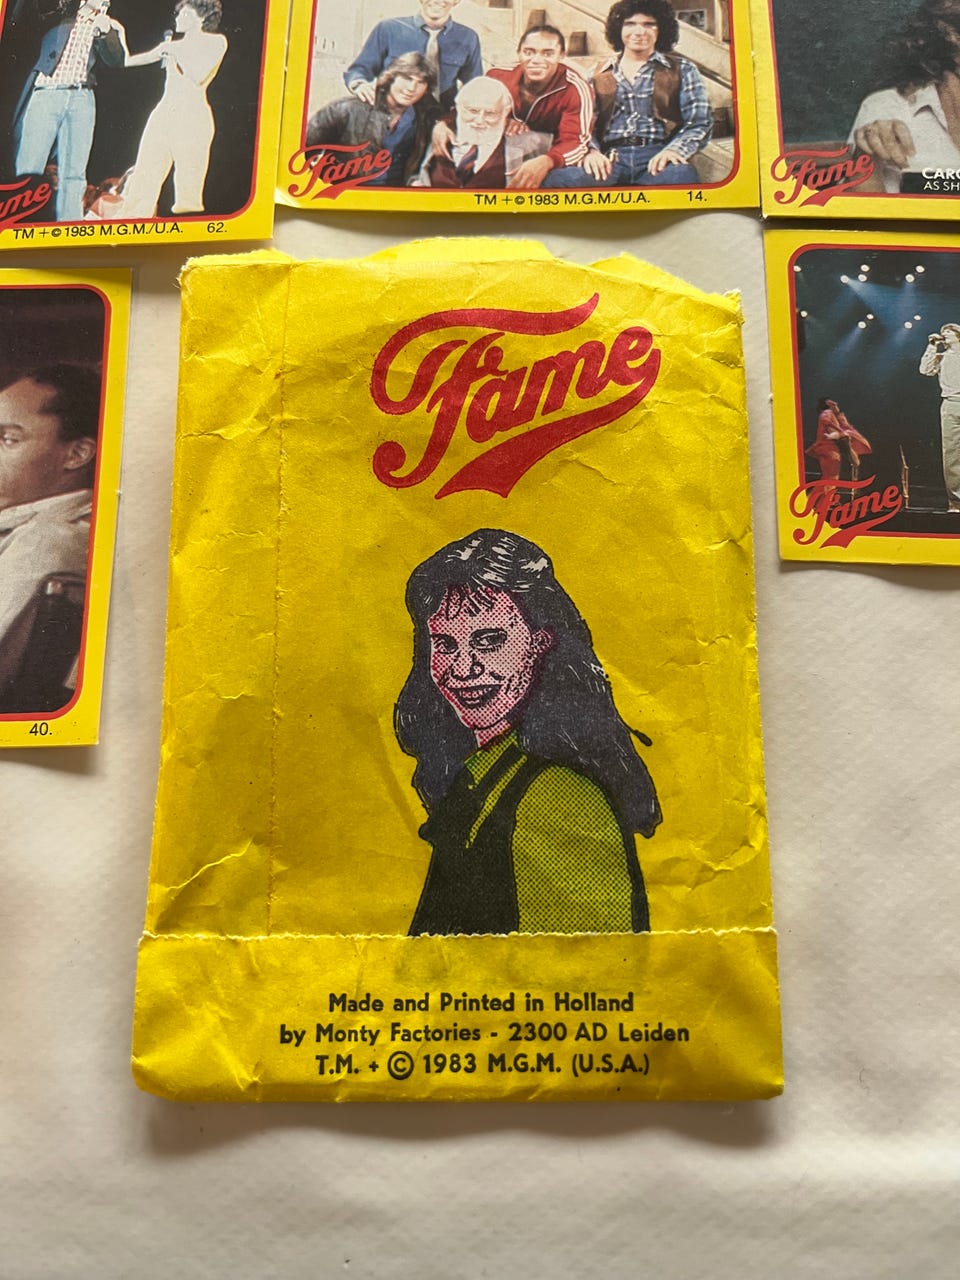 Fame
TM + © 1983 M.G.M./U.A. 62.
Fame
TM + © 1983 M.G.M./U.A. 14.
Fame
AS
40.
Fame
Fame
Made and Printed in Holland
by Monty Factories - 2300 AD Leiden
T.M. + © 1983 M.G.M. (U.S.A.)